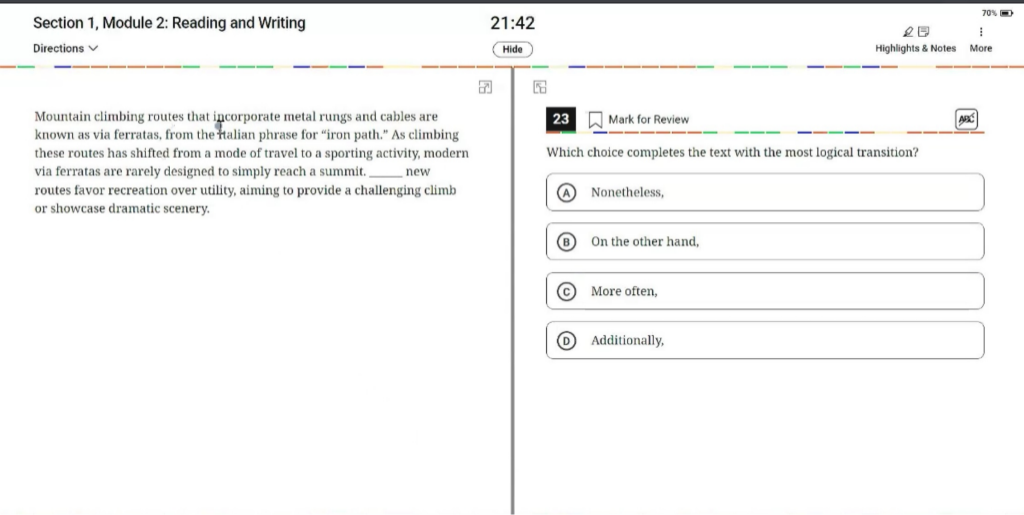 Section 1, Module 2: Reading and Writing
21:42
70%
Directions
Hide
Highlights & Notes
More
Mountain climbing routes that incorporate metal rungs and cables are
known as via ferratas, from the Italian phrase for “iron path.” As climbing
these routes has shifted from a mode of travel to a sporting activity, modern
via ferratas are rarely designed to simply reach a summit. _____ new
routes favor recreation over utility, aiming to provide a challenging climb
or showcase dramatic scenery.
23
Mark for Review
ABC
Which choice completes the text with the most logical transition?
A Nonetheless,
B On the other hand,
C More often,
D Additionally,